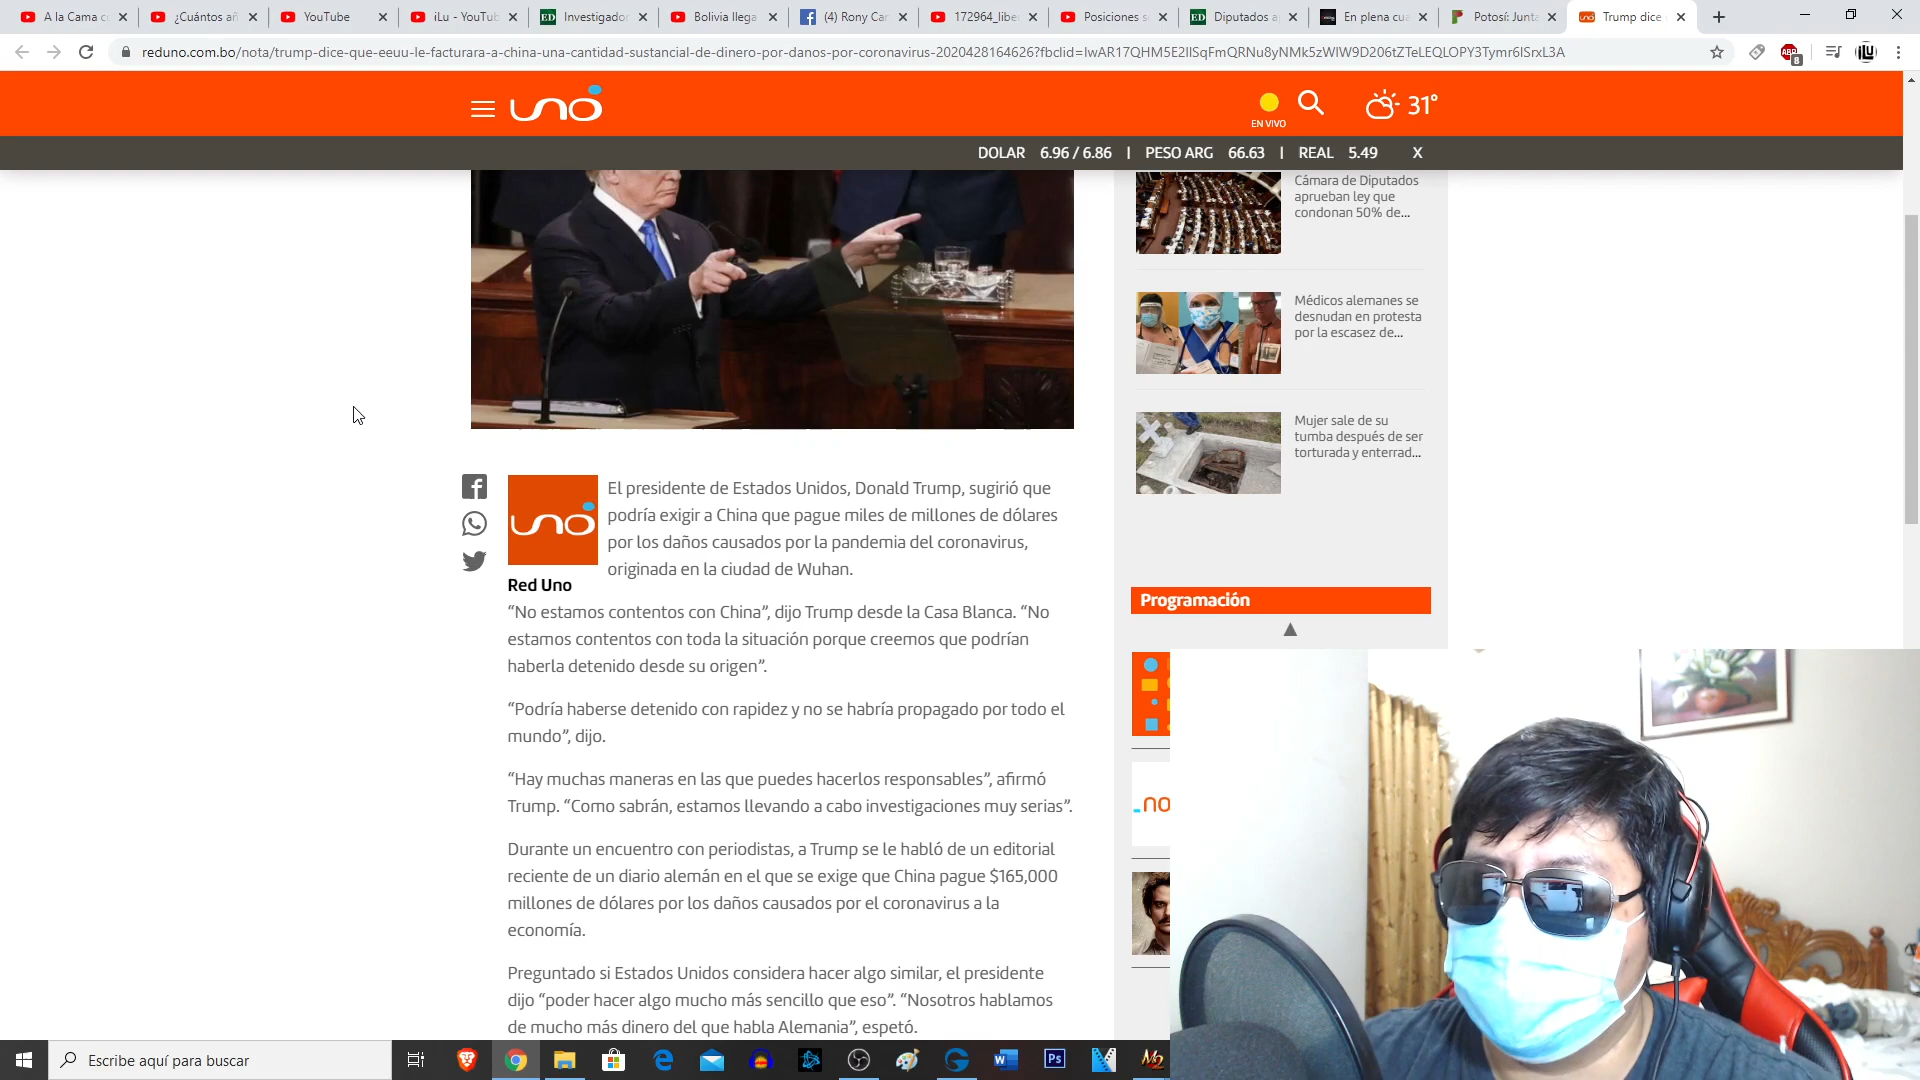 A la Cama c
¿Cuántos añ
YouTube
iLu - YouTub
Investigador
Bolivia llega
(4) Rony Car
172964_libe
Posiciones s
Diputados a
En plena cua
Potosí: Junta
Trump dice
reduno.com.bo/nota/trump-dice-que-eeuu-le-facturara-a-china-una-cantidad-sustancial-de-dinero-por-danos-por-coronavirus-2020428164626?fbclid=IwAR17QHM5E2IISqFmQRNu8yNMk5zWIW9D206tZTeLEQLOPY3Tymr6ISrxL3A
ABP
8
iLU
uno
EN VIVO
31°
DOLAR 6.96 / 6.86 | PESO ARG 66.63 | REAL 5.49 X
Cámara de Diputados
aprueban ley que
condonan 50% de...
Médicos alemanes se
desnudan en protesta
por la escasez de...
Mujer sale de su
tumba después de ser
torturada y enterrad...
uno
Red Uno
El presidente de Estados Unidos, Donald Trump, sugirió que
podría exigir a China que pague miles de millones de dólares
por los daños causados por la pandemia del coronavirus,
originada en la ciudad de Wuhan.
“No estamos contentos con China”, dijo Trump desde la Casa Blanca. “No
estamos contentos con toda la situación porque creemos que podrían
haberla detenido desde su origen”.
“Podría haberse detenido con rapidez y no se habría propagado por todo el
mundo”, dijo.
“Hay muchas maneras en las que puedes hacerlos responsables”, afirmó
Trump. “Como sabrán, estamos llevando a cabo investigaciones muy serias”.
Durante un encuentro con periodistas, a Trump se le habló de un editorial
reciente de un diario alemán en el que se exige que China pague $165,000
millones de dólares por los daños causados por el coronavirus a la
economía.
Preguntado si Estados Unidos considera hacer algo similar, el presidente
dijo “poder hacer algo mucho más sencillo que eso”. “Nosotros hablamos
de mucho más dinero del que habla Alemania”, espetó.
Programación
no
Escribe aquí para buscar
Ps